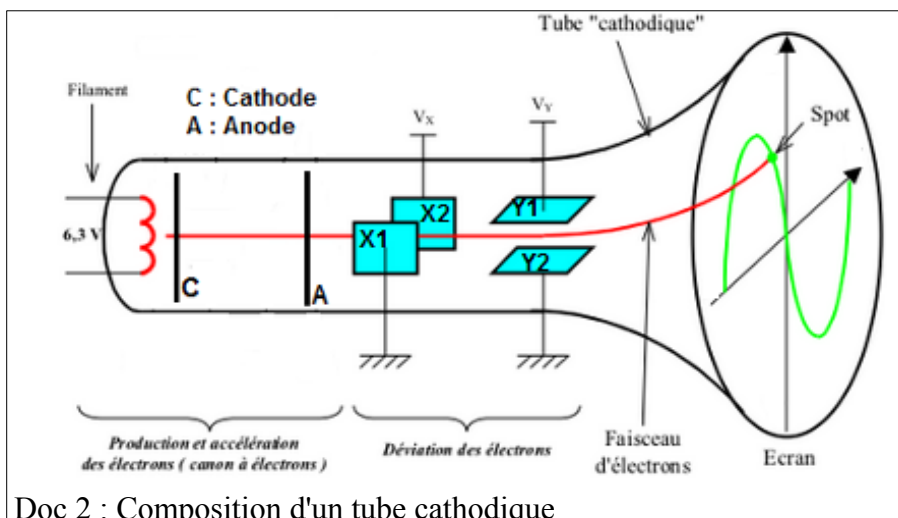 Tube "cathodique"
Filament
C : Cathode
A : Anode
VX
VY
Spot
Y1
X2
X1
6,3 V
Y2
C
A
Production et accélération
des électrons ( canon à électrons )
Déviation des électrons
Faisceau
d'électrons
Ecran
Doc 2 : Composition d'un tube cathodique